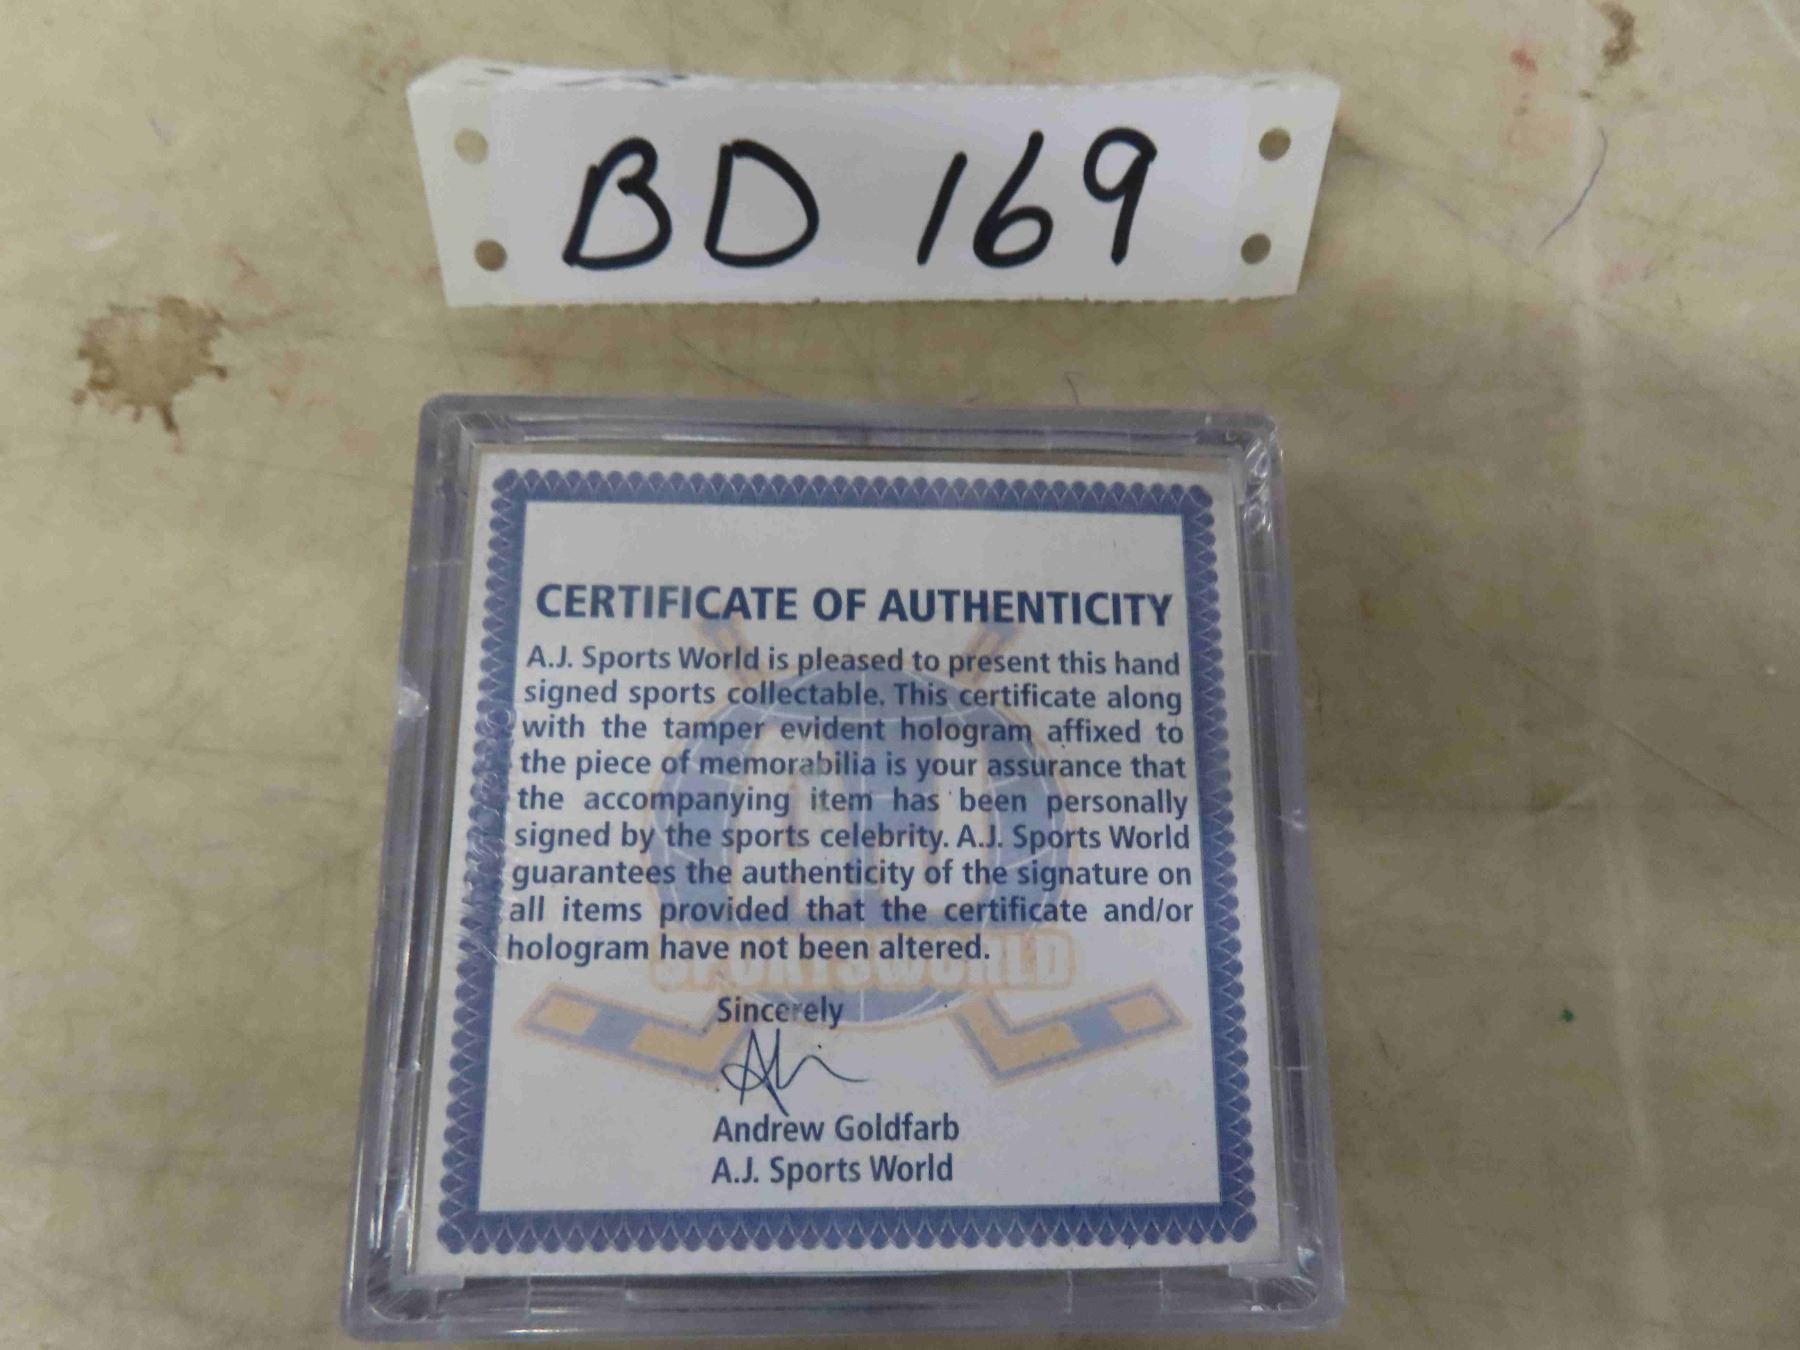 BD 169
CERTIFICATE OF AUTHENTICITY
A.J. Sports World is pleased to present this hand
signed sports collectable. This certificate along
with the tamper evident hologram affixed to
the piece of memorabilia is your assurance that
the accompanying item has been personally
signed by the sports celebrity. A.J. Sports World
guarantees the authenticity of the signature on
all items provided that the certificate and/or
hologram have not been altered.
AJ
SPORTSWORLD
Sincerely
Andrew Goldfarb
A.J. Sports World